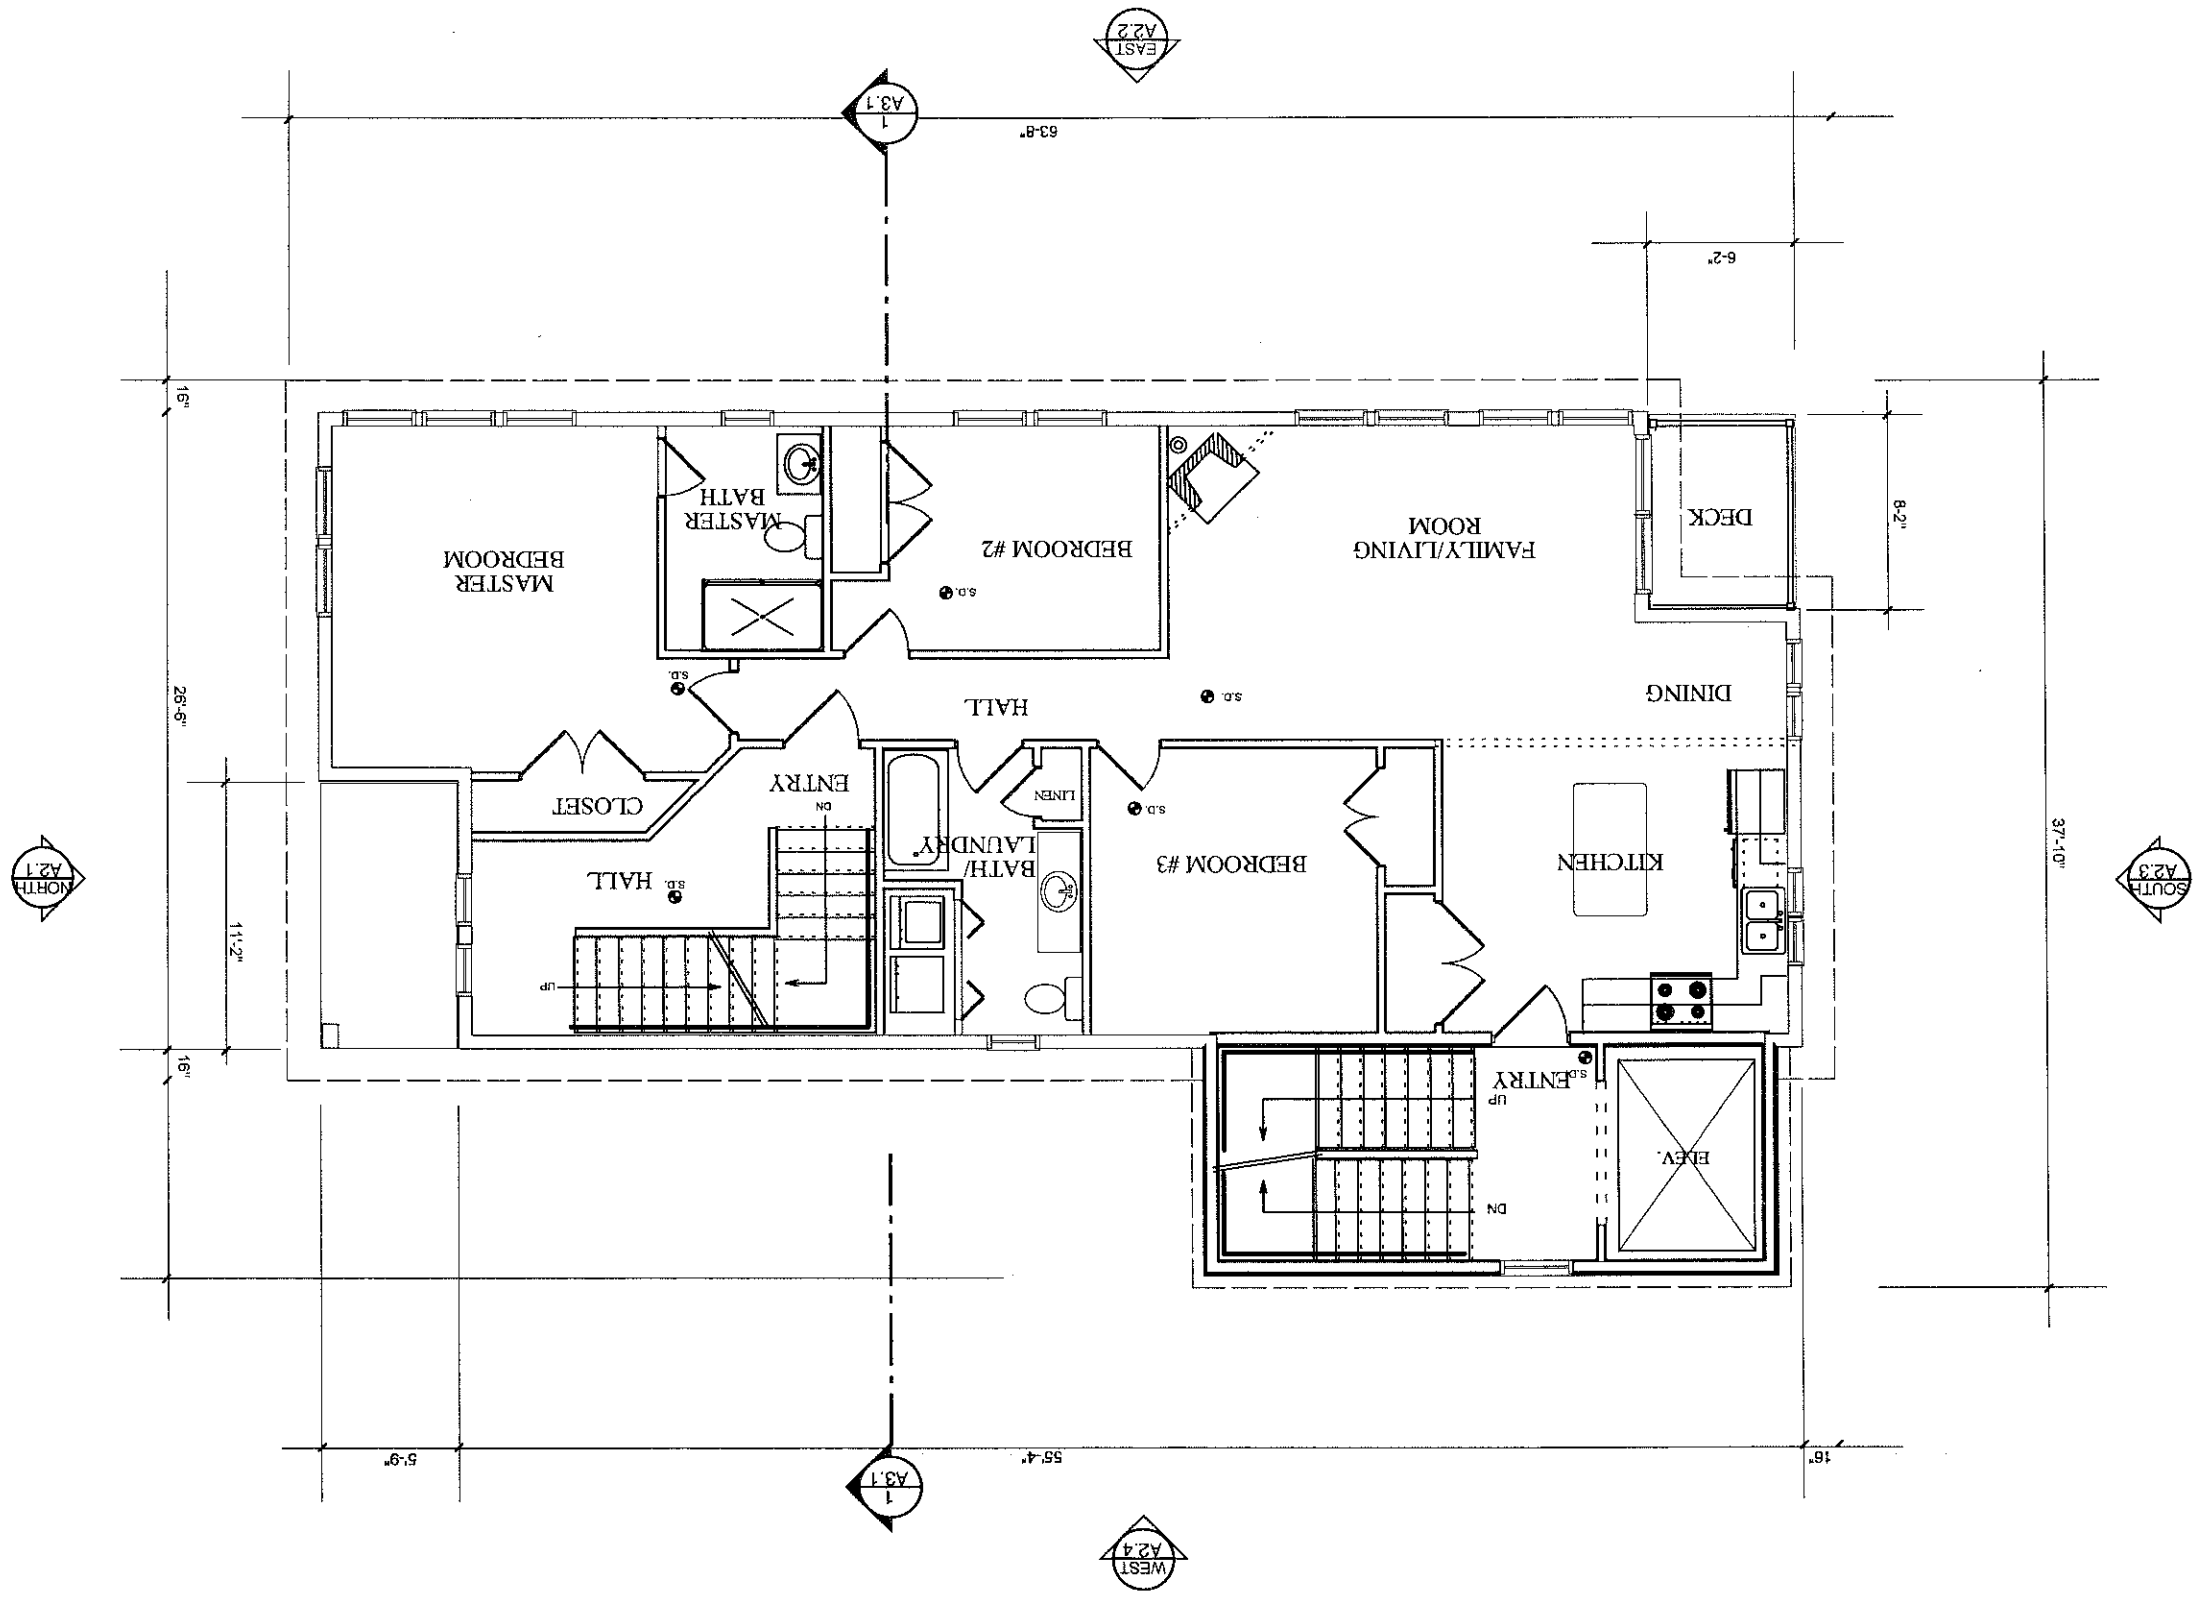 WEST
A2.4
1
A3.1
16"
55'-4"
5'-9"
DN
ELEV.
UP
ENTRY
S.D.
16"
KITCHEN
BEDROOM #3
S.D.
BATH/
LAUNDRY
LINEN
UP
HALL
S.D.
DN
ENTRY
CLOSET
11'-2"
SOUTH
A2.3
37'-10"
NORTH
A2.1
DINING
S.D.
HALL
S.D.
26'-6"
S.D.
MASTER
BEDROOM
BEDROOM #2
FAMILY/LIVING
ROOM
DECK
8-2"
MASTER
BATH
16"
6-2"
63-8"
1
A3.1
EAST
A2.2